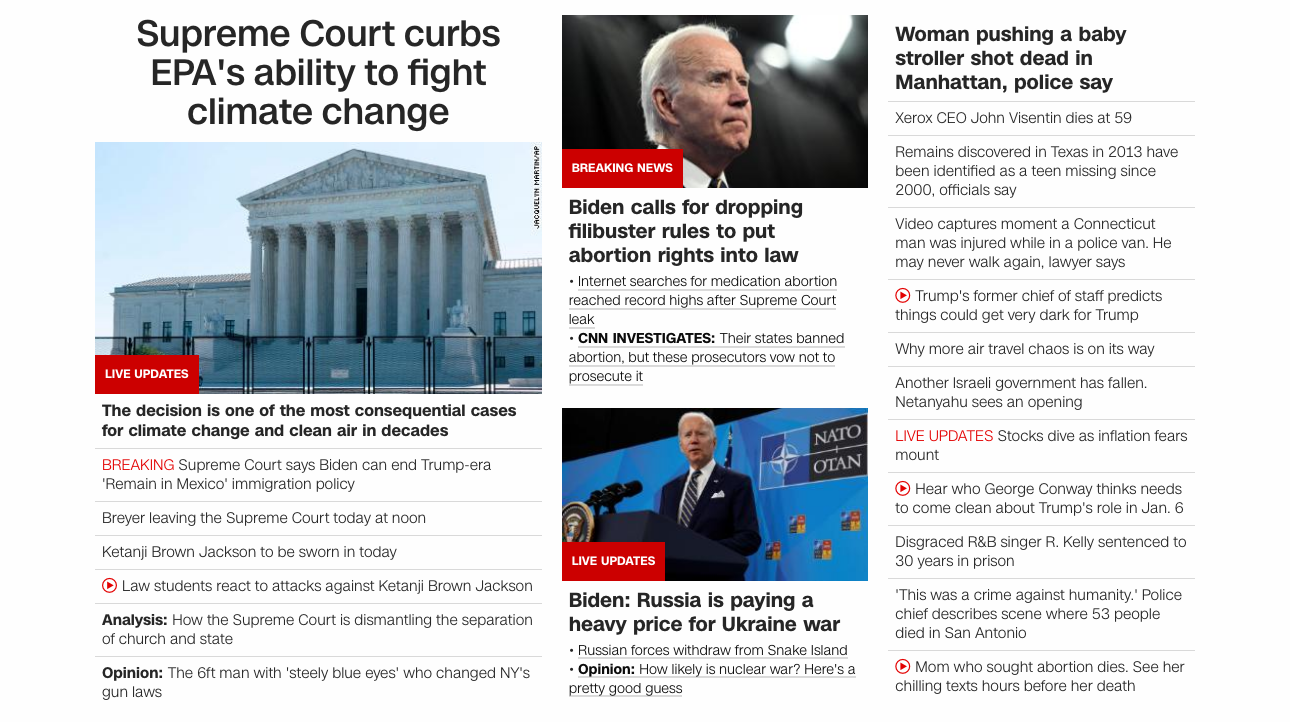 Supreme Court curbs
EPA's ability to fight
climate change
JACQUELYN MARTIN/AP
LIVE UPDATES
The decision is one of the most consequential cases
for climate change and clean air in decades
BREAKING Supreme Court says Biden can end Trump-era
'Remain in Mexico' immigration policy
Breyer leaving the Supreme Court today at noon
Ketanji Brown Jackson to be sworn in today
Law students react to attacks against Ketanji Brown Jackson
Analysis: How the Supreme Court is dismantling the separation
of church and state
Opinion: The 6ft man with 'steely blue eyes' who changed NY's
gun laws
BREAKING NEWS
Biden calls for dropping
filibuster rules to put
abortion rights into law
• Internet searches for medication abortion
reached record highs after Supreme Court
leak
• CNN INVESTIGATES: Their states banned
abortion, but these prosecutors vow not to
prosecute it
NATO
OTAN
LIVE UPDATES
Biden: Russia is paying a
heavy price for Ukraine war
• Russian forces withdraw from Snake Island
• Opinion: How likely is nuclear war? Here's a
pretty good guess
Woman pushing a baby
stroller shot dead in
Manhattan, police say
Xerox CEO John Visentin dies at 59
Remains discovered in Texas in 2013 have
been identified as a teen missing since
2000, officials say
Video captures moment a Connecticut
man was injured while in a police van. He
may never walk again, lawyer says
Trump's former chief of staff predicts
things could get very dark for Trump
Why more air travel chaos is on its way
Another Israeli government has fallen.
Netanyahu sees an opening
LIVE UPDATES Stocks dive as inflation fears
mount
Hear who George Conway thinks needs
to come clean about Trump's role in Jan. 6
Disgraced R&B singer R. Kelly sentenced to
30 years in prison
'This was a crime against humanity.' Police
chief describes scene where 53 people
died in San Antonio
Mom who sought abortion dies. See her
chilling texts hours before her death